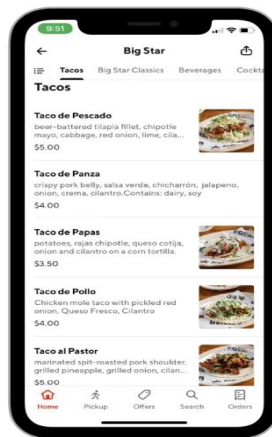 9:51
Big Star
Tacos
Big Star Classics
Beverages
Cockta
Tacos
Taco de Pescado
beer-battered tilapia fillet, chipotle
mayo, cabbage, red onion, lime, cila...
$5.00
Taco de Panza
crispy pork belly, salsa verde, chicharrón, jalapeno,
onion, crema, cilantro.Contains: dairy, soy
$4.00
Taco de Papas
potatoes, rajas chipotle, queso cotija,
onion and cilantro on a corn tortilla,
$3.50
Taco de Pollo
Chicken mole taco with pickled red
onion, Queso Fresco, Cilantro
$4.00
Taco al Pastor
marinated spit-roasted pork shoulder,
grilled pineapple, grilled onion, cilan...
$5.00
Home
Pickup
Offers
Search
Orders